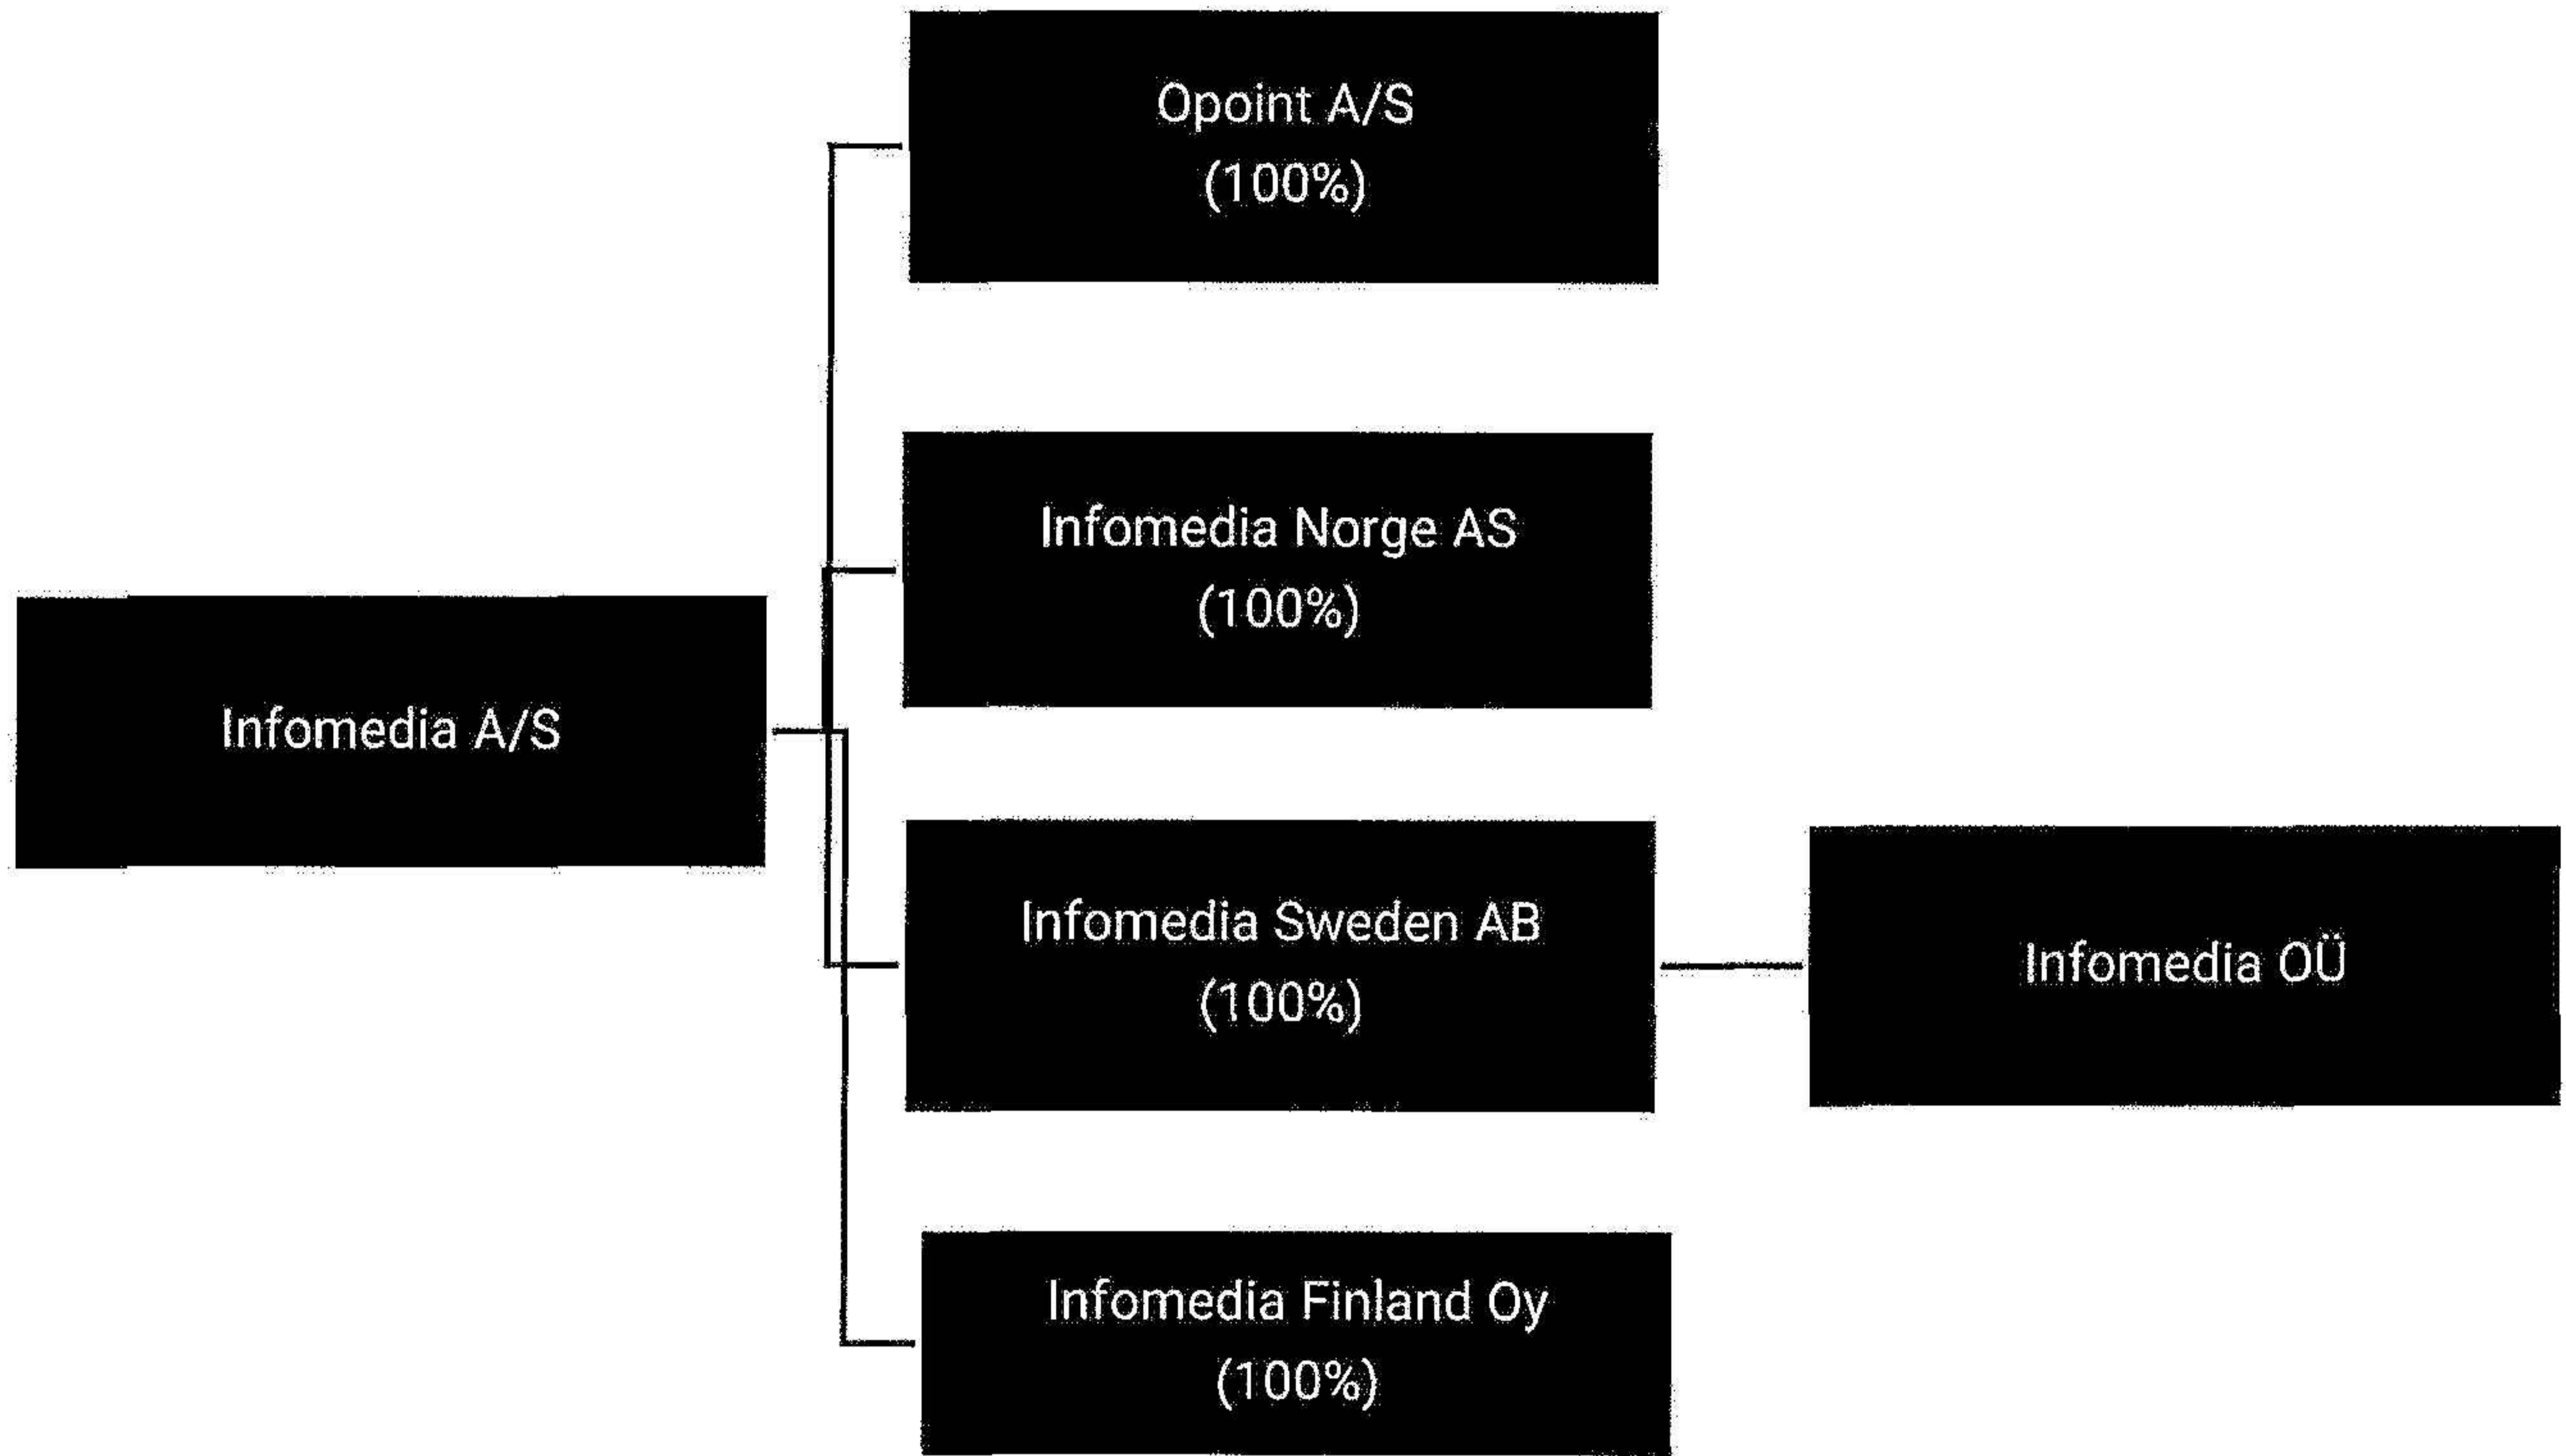 Opoint A/S
(100%)
Infomedia Norge AS
(100%)
Infomedia A/S
Infomedia Sweden AB
(100%)
Infomedia OÜ
Infomedia Finland Oy
(100%)